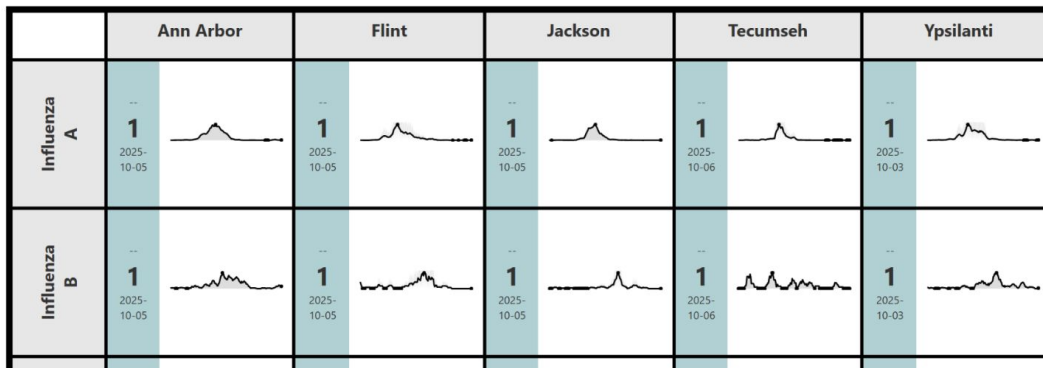 Ann Arbor Flint Jackson Tecumseh Ypsilanti
Influenza A
-- -- -- -- --
1 1 1 1 1
2025- 2025- 2025- 2025- 2025-
10-05 10-05 10-05 10-06 10-03
Influenza B
-- -- -- -- --
1 1 1 1 1
2025- 2025- 2025- 2025- 2025-
10-05 10-05 10-05 10-06 10-03